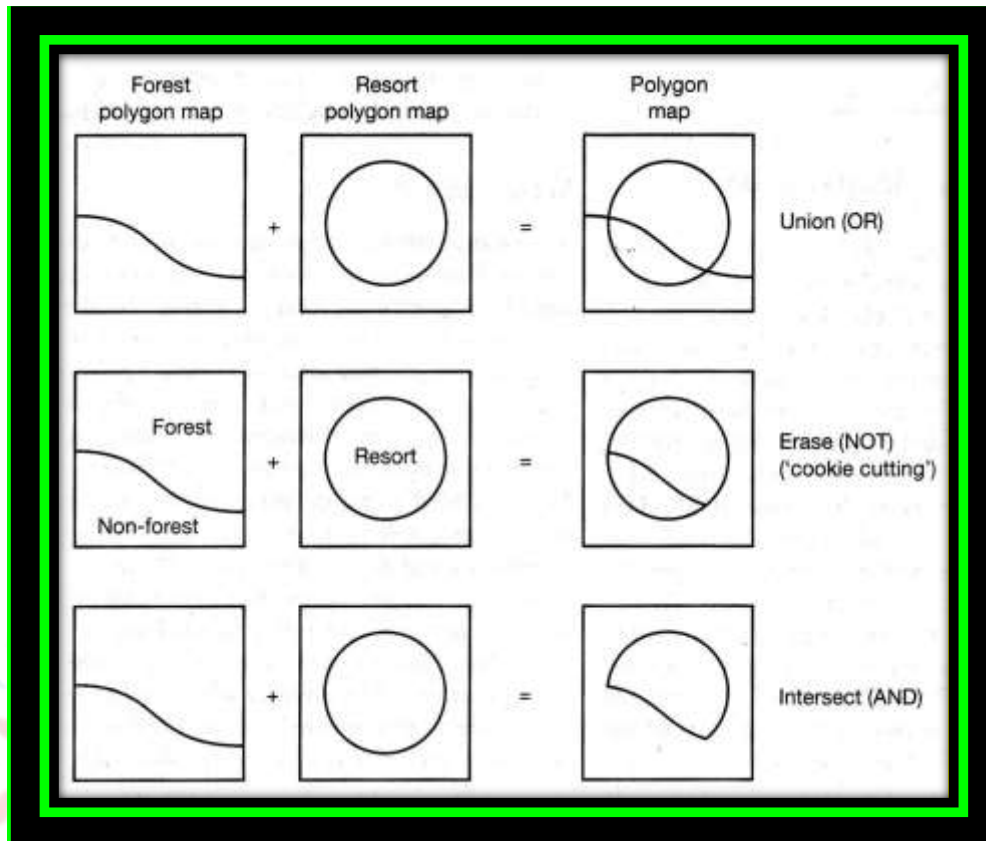 Forest
polygon map
Resort
polygon map
Polygon
map
+
=
Union (OR)
Forest
Non-forest
+
Resort
=
Erase (NOT)
('cookie cutting')
+
=
Intersect (AND)